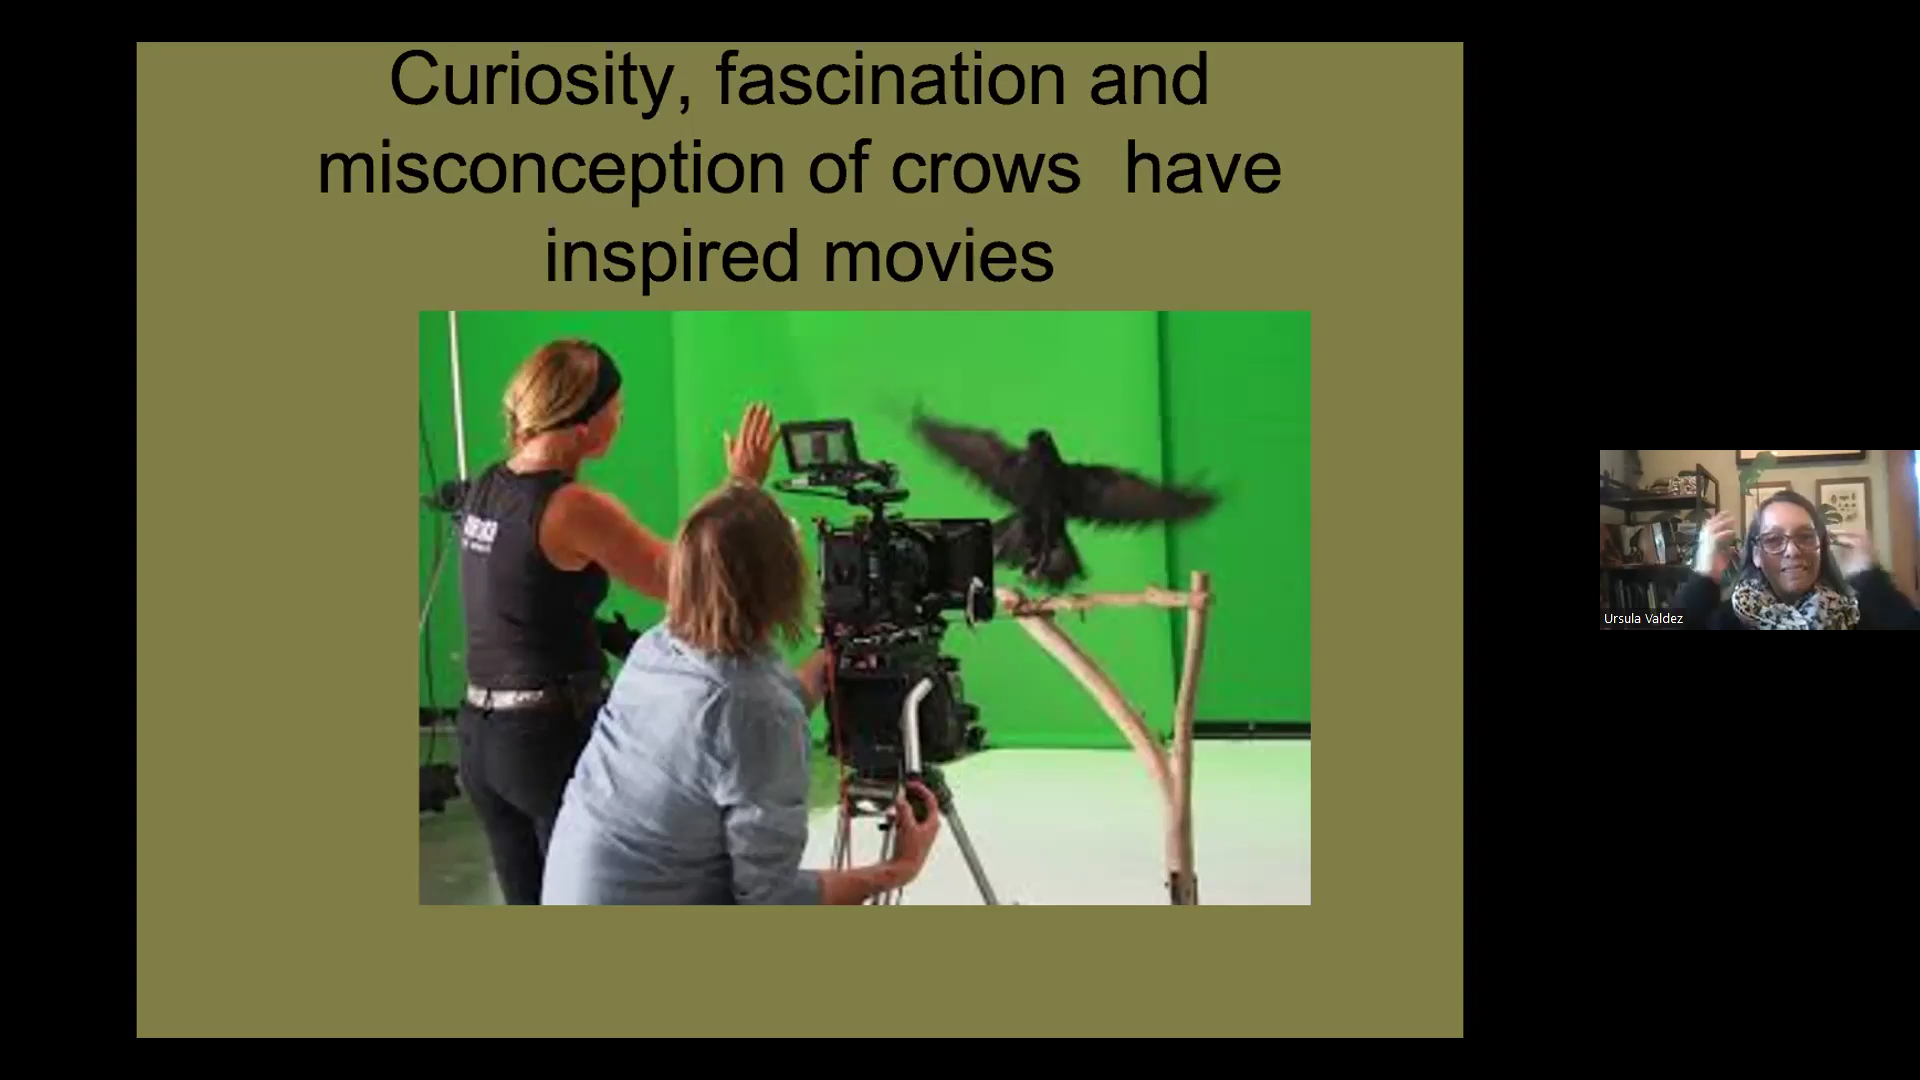 Curiosity, fascination and
misconception of crows  have
inspired movies
Ursula Valdez